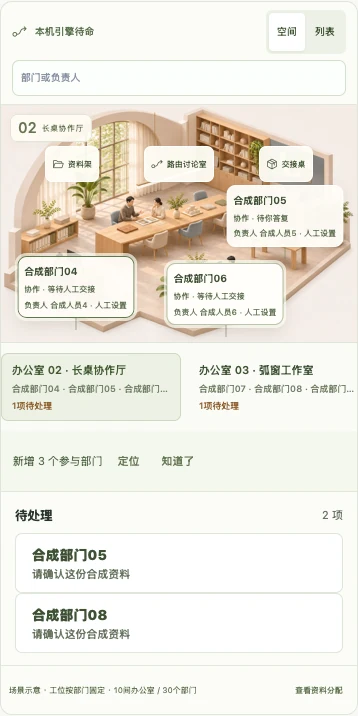 本机引擎待命
空间
列表
部门或负责人
02 长桌协作厅
资料架
路由讨论室
交接桌
合成部门05
协作 · 待你答复
负责人 合成人员5 · 人工设置
合成部门04
协作 · 等待人工交接
负责人 合成人员4 · 人工设置
合成部门06
协作 · 等待人工交接
负责人 合成人员6 · 人工设置
办公室 02 · 长桌协作厅
合成部门04 · 合成部门05 · 合成部门…
1项待处理
办公室 03 · 弧窗工作室
合成部门07 · 合成部门08 · 合成部门…
1项待处理
新增 3 个参与部门
定位
知道了
待处理
2 项
合成部门05
请确认这份合成资料
合成部门08
请确认这份合成资料
场景示意 · 工位按部门固定 · 10间办公室 / 30个部门
查看资料分配